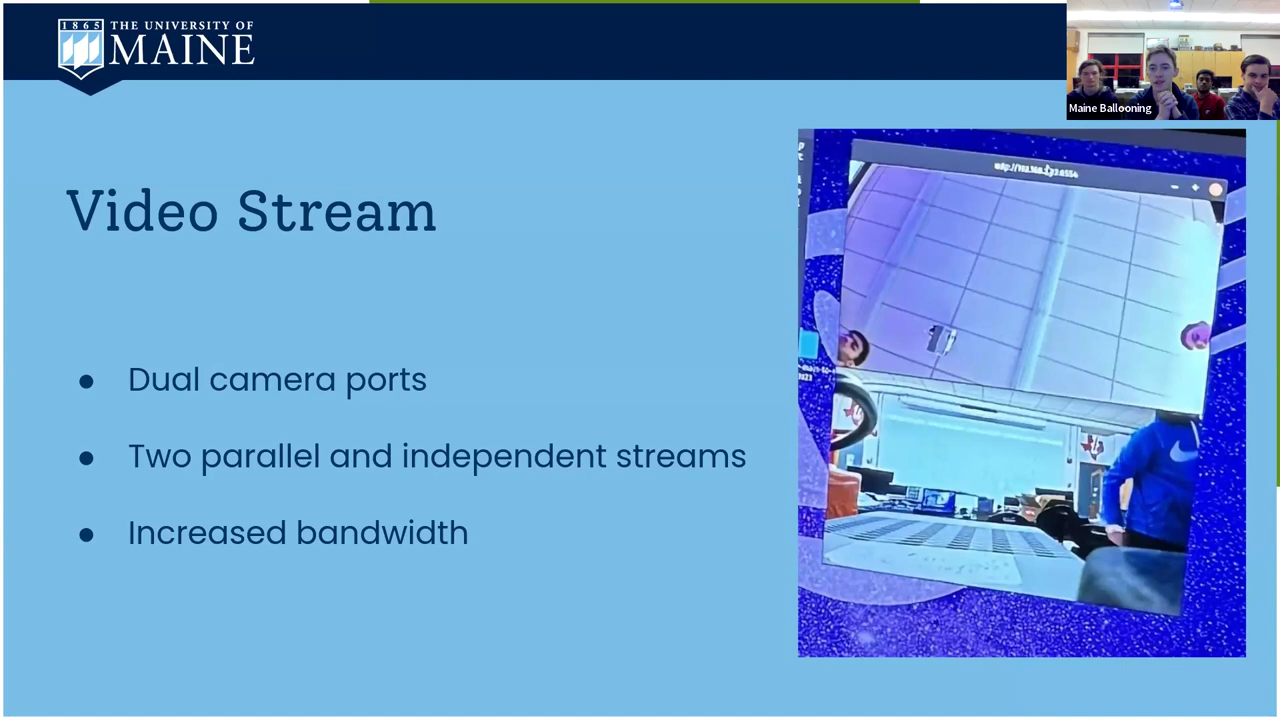 1865
THE UNIVERSITY OF
MAINE
Maine Ballooning
Video Stream
● Dual camera ports
● Two parallel and independent streams
● Increased bandwidth